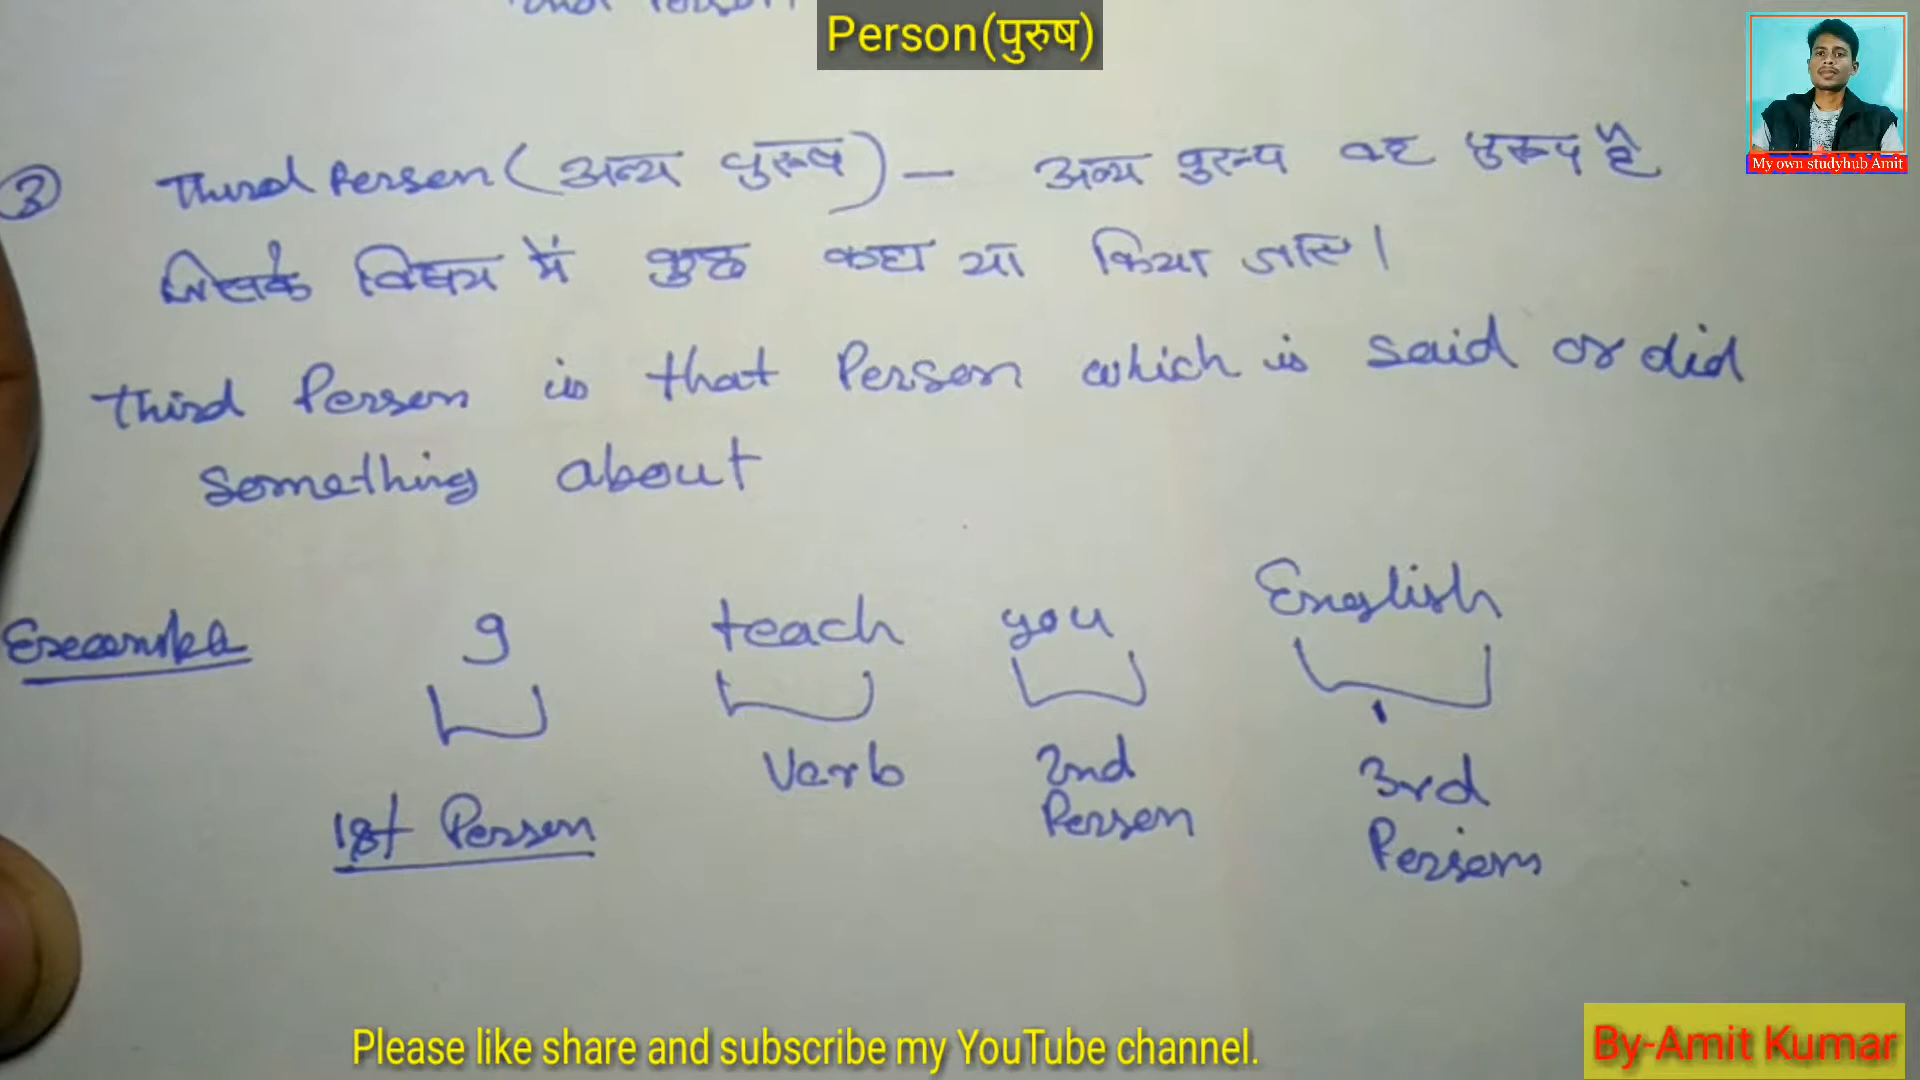 Person(पुरुष)
My own studyhub Amit
③ Third Person (अन्य पुरूष) — अन्य पुरूष वह पुरूष है
जिसके विषय में कुछ कहा या किया जाए।
Third Person is that Person which is said or did
something about
Example I teach you English
Verb 2nd 3rd
1st Person Person Person
Please like share and subscribe my YouTube channel.
By-Amit Kumar